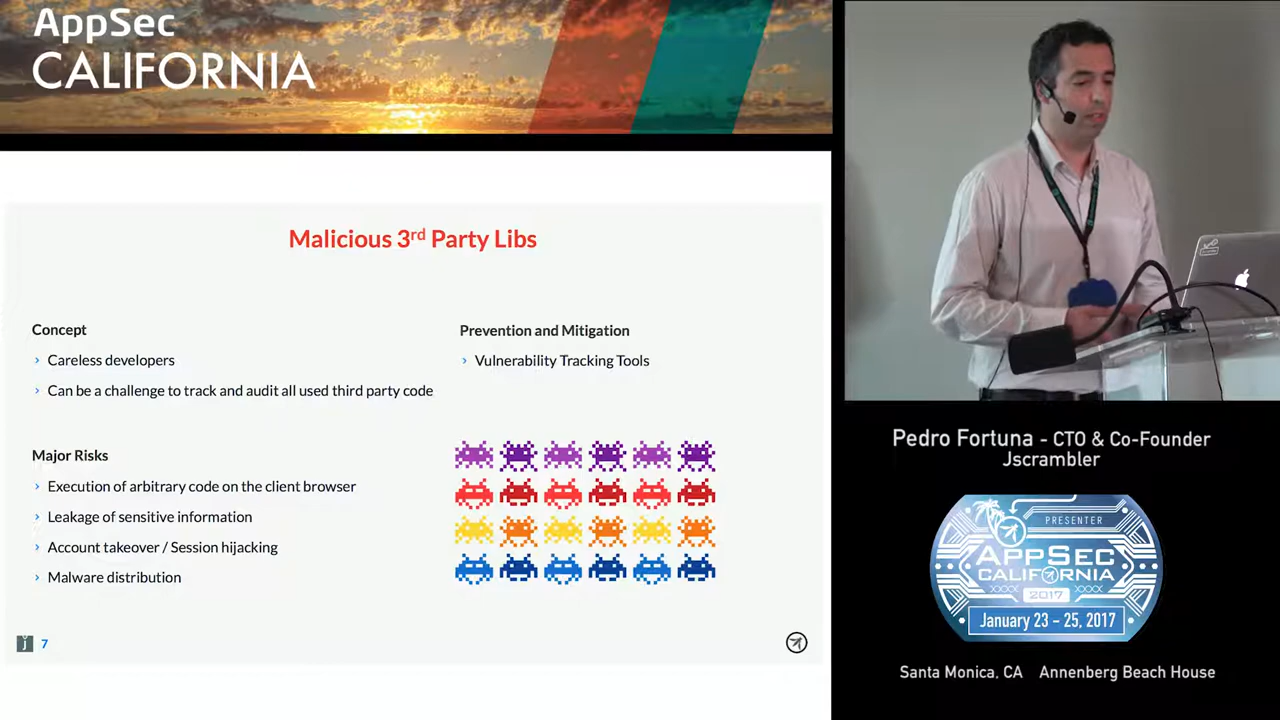 AppSec
CALIFORNIA
Malicious 3rd Party Libs
Concept
› Careless developers
› Can be a challenge to track and audit all used third party code
Major Risks
› Execution of arbitrary code on the client browser
› Leakage of sensitive information
› Account takeover / Session hijacking
› Malware distribution
Prevention and Mitigation
› Vulnerability Tracking Tools
j 7
Pedro Fortuna - CTO & Co-Founder
Jscrambler
PRESENTER
APPSEC
CALIFORNIA
2017
January 23 - 25, 2017
Santa Monica, CA Annenberg Beach House